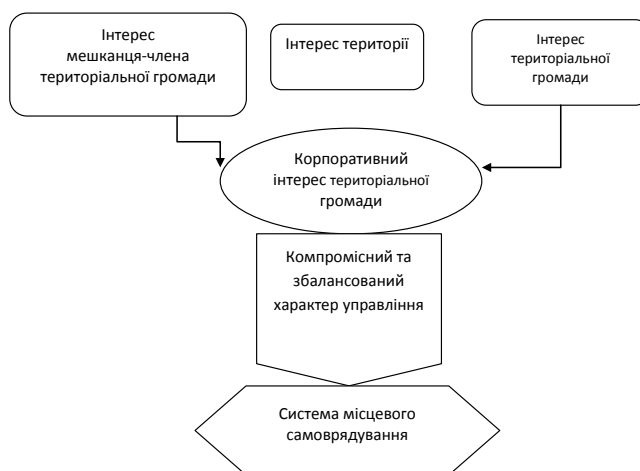 Інтерес
мешканця-члена
територіальної громади
Інтерес території
Інтерес
територіальної
громади
Корпоративний
інтерес територіальної
громади
Компромісний та
збалансований
характер управління
Система місцевого
самоврядування